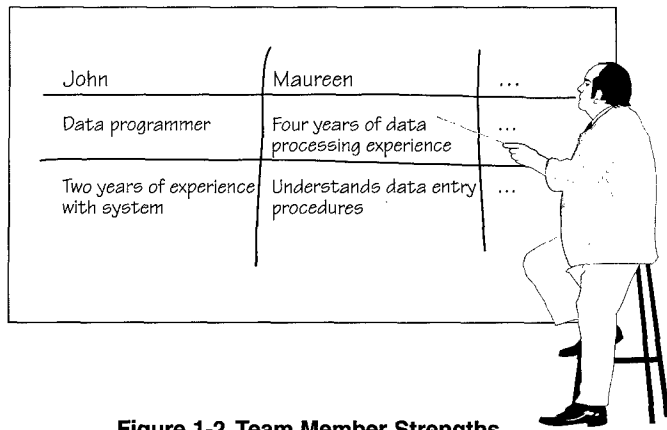 John Maureen ...
Data programmer Four years of data ...
processing experience
Two years of experience Understands data entry ...
with system procedures
Figure 1-2 Team Member Strengths